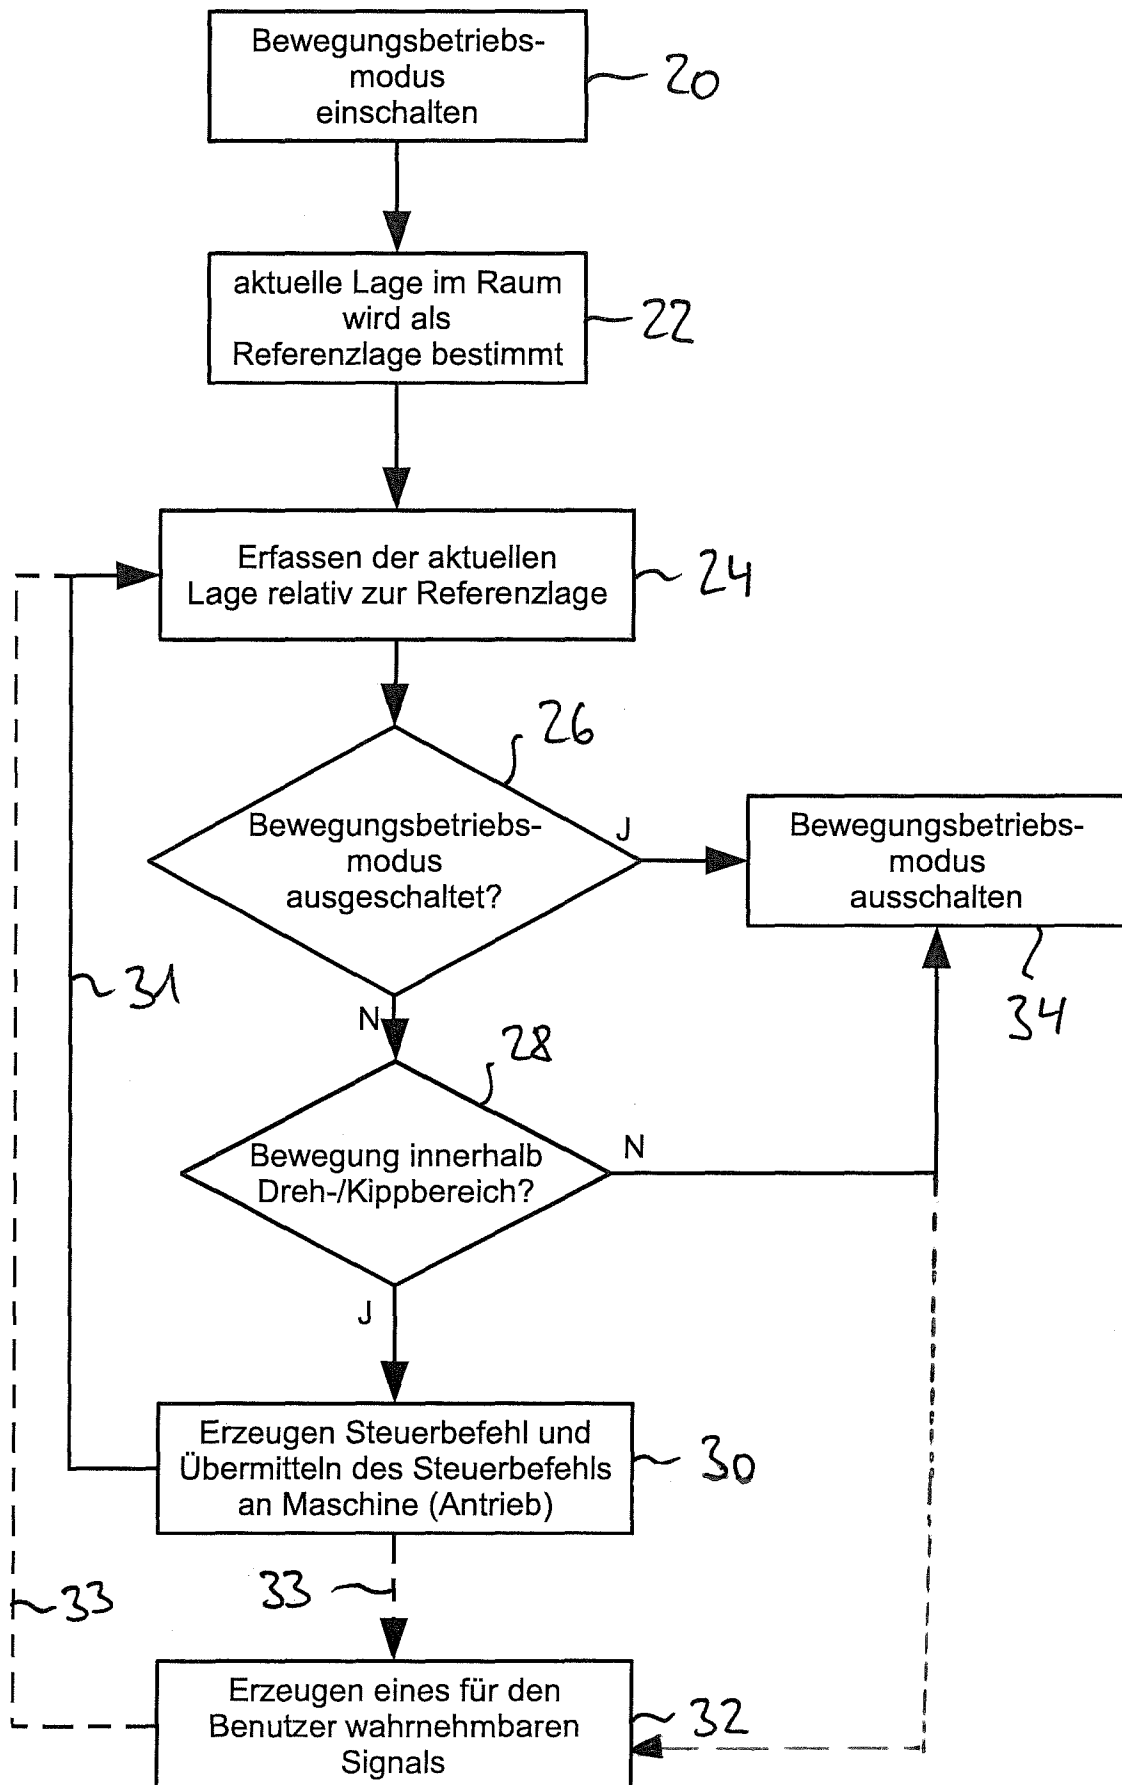 Bewegungsbetriebs-
modus
einschalten
20
aktuelle Lage im Raum
wird als
Referenzlage bestimmt
22
Erfassen der aktuellen
Lage relativ zur Referenzlage
24
26
Bewegungsbetriebs-
modus
ausgeschaltet?
J
Bewegungsbetriebs-
modus
ausschalten
34
31
N
28
Bewegung innerhalb
Dreh-/Kippbereich?
N
J
Erzeugen Steuerbefehl und
Übermitteln des Steuerbefehls
an Maschine (Antrieb)
30
33
33
Erzeugen eines für den
Benutzer wahrnehmbaren
Signals
32